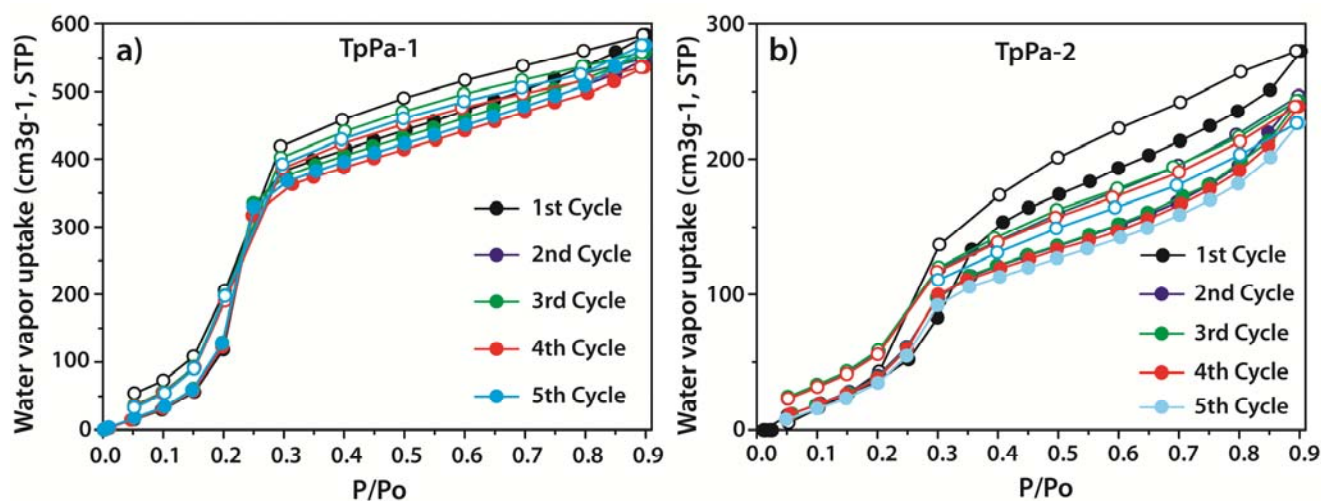 a) TpPa-1
Water vapor uptake (cm3g-1, STP)
600
500
400
300
200
100
0
1st Cycle
2nd Cycle
3rd Cycle
4th Cycle
5th Cycle
0.0 0.1 0.2 0.3 0.4 0.5 0.6 0.7 0.8 0.9
P/Po
b) TpPa-2
Water vapor uptake (cm3g-1, STP)
300
200
100
0
1st Cycle
2nd Cycle
3rd Cycle
4th Cycle
5th Cycle
0.0 0.1 0.2 0.3 0.4 0.5 0.6 0.7 0.8 0.9
P/Po